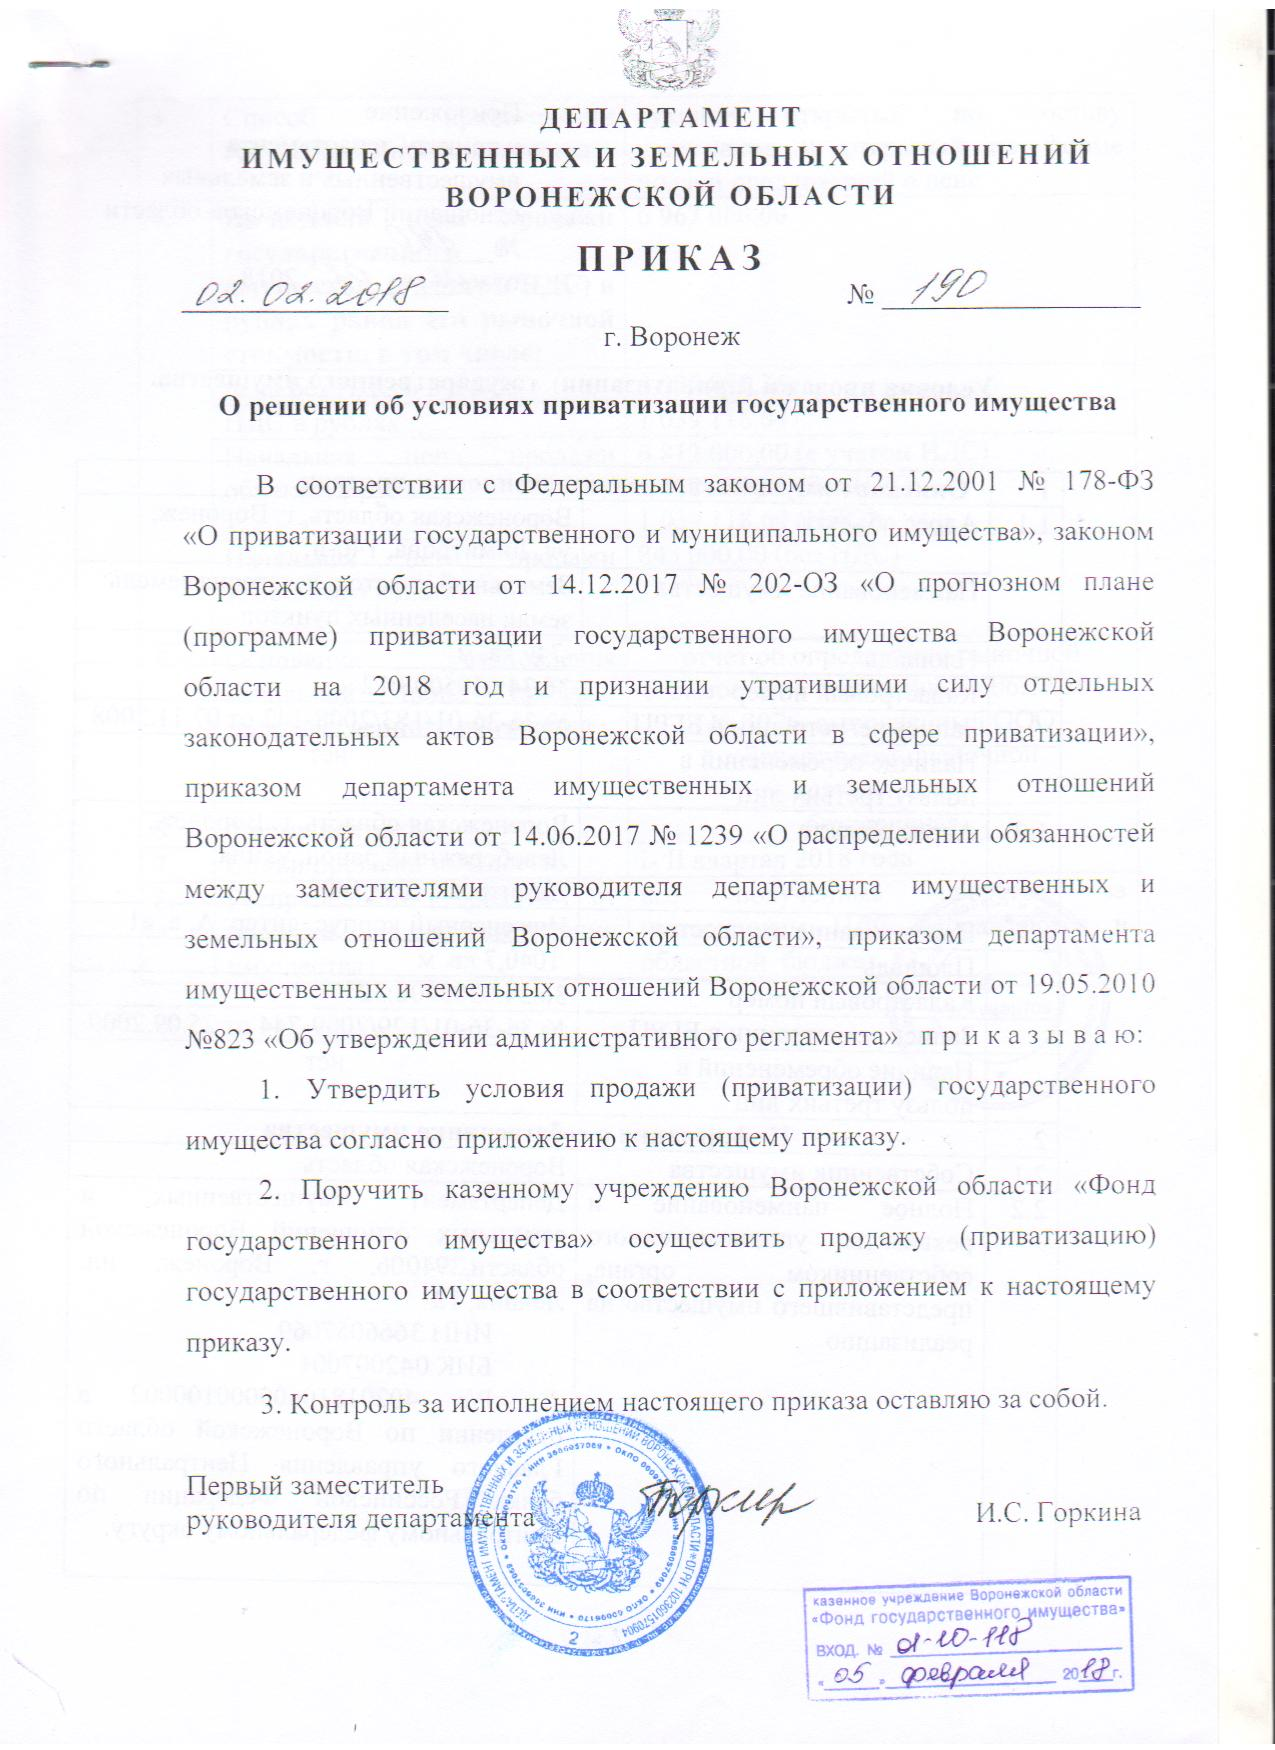 ДЕПАРТАМЕНТ
ИМУЩЕСТВЕННЫХ И ЗЕМЕЛЬНЫХ ОТНОШЕНИЙ
ВОРОНЕЖСКОЙ ОБЛАСТИ
ПРИКАЗ
02.02.2018 № 190
г. Воронеж
О решении об условиях приватизации государственного имущества
В соответствии с Федеральным законом от 21.12.2001 № 178-ФЗ
«О приватизации государственного и муниципального имущества», законом
Воронежской области от 14.12.2017 № 202-ОЗ «О прогнозном плане
(программе) приватизации государственного имущества Воронежской
области на 2018 год и признании утратившими силу отдельных
законодательных актов Воронежской области в сфере приватизации»,
приказом департамента имущественных и земельных отношений
Воронежской области от 14.06.2017 № 1239 «О распределении обязанностей
между заместителями руководителя департамента имущественных и
земельных отношений Воронежской области», приказом департамента
имущественных и земельных отношений Воронежской области от 19.05.2010
№823 «Об утверждении административного регламента» п р и к а з ы в а ю:
1. Утвердить условия продажи (приватизации) государственного
имущества согласно приложению к настоящему приказу.
2. Поручить казенному учреждению Воронежской области «Фонд
государственного имущества» осуществить продажу (приватизацию)
государственного имущества в соответствии с приложением к настоящему
приказу.
3. Контроль за исполнением настоящего приказа оставляю за собой.
Первый заместитель
руководителя департамента И.С. Горкина
казенное учреждение Воронежской области
«Фонд государственного имущества»
ВХОД. № 01-10-118
«05» февраля 2018 г.
2